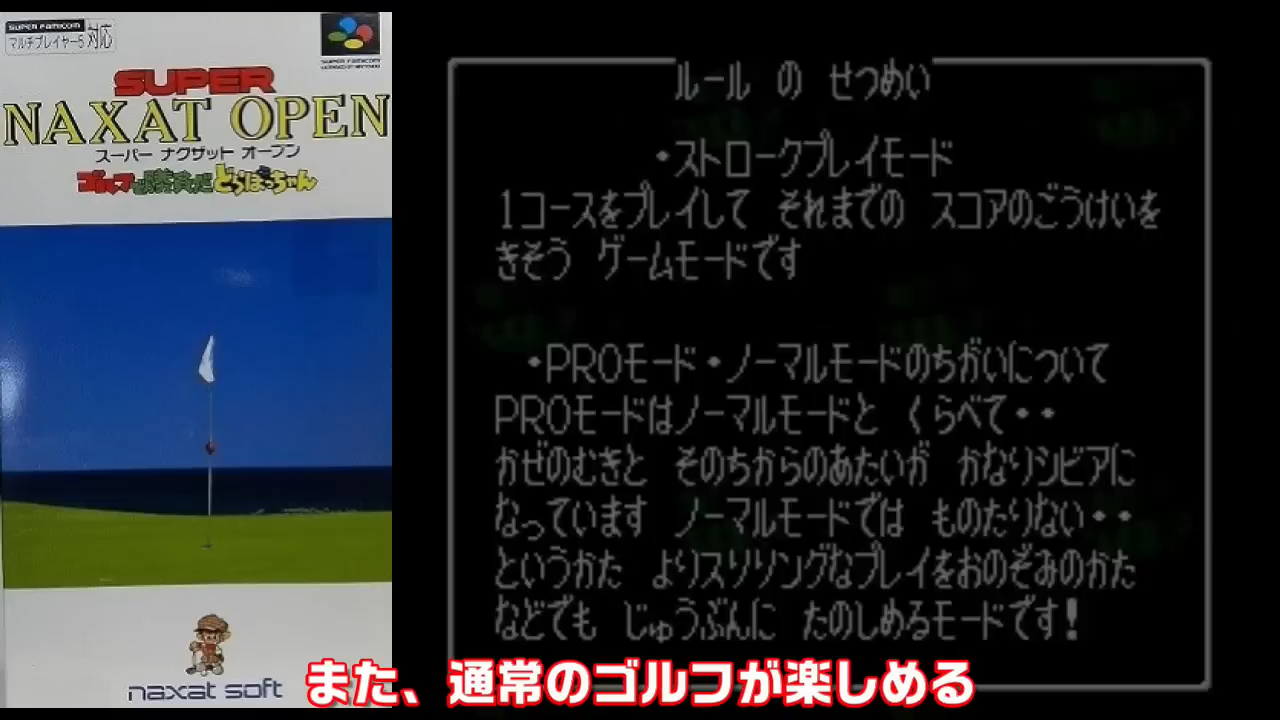 SUPER FAMICOM
マルチプレイヤー5 対応
SUPER FAMICOM
SUPER
NAXAT OPEN
スーパー ナグザット オープン
ゴルフで勝負だ どらぼっちゃん
naxat soft
ルール の せつめい
・ストロークプレイモード
1コースをプレイして それまでの スコアのごうけいを
きそう ゲームモードです
・PROモード・ノーマルモードのちがいについて
PROモードはノーマルモードと くらべて・・
かぜのむきと そのちからのあたいが かなりシビアに
なっています ノーマルモードでは ものたりない・・
というかた よりスリリングなプレイをおのぞみのかた
などでも じゅうぶんに たのしめるモードです!
また、通常のゴルフが楽しめる